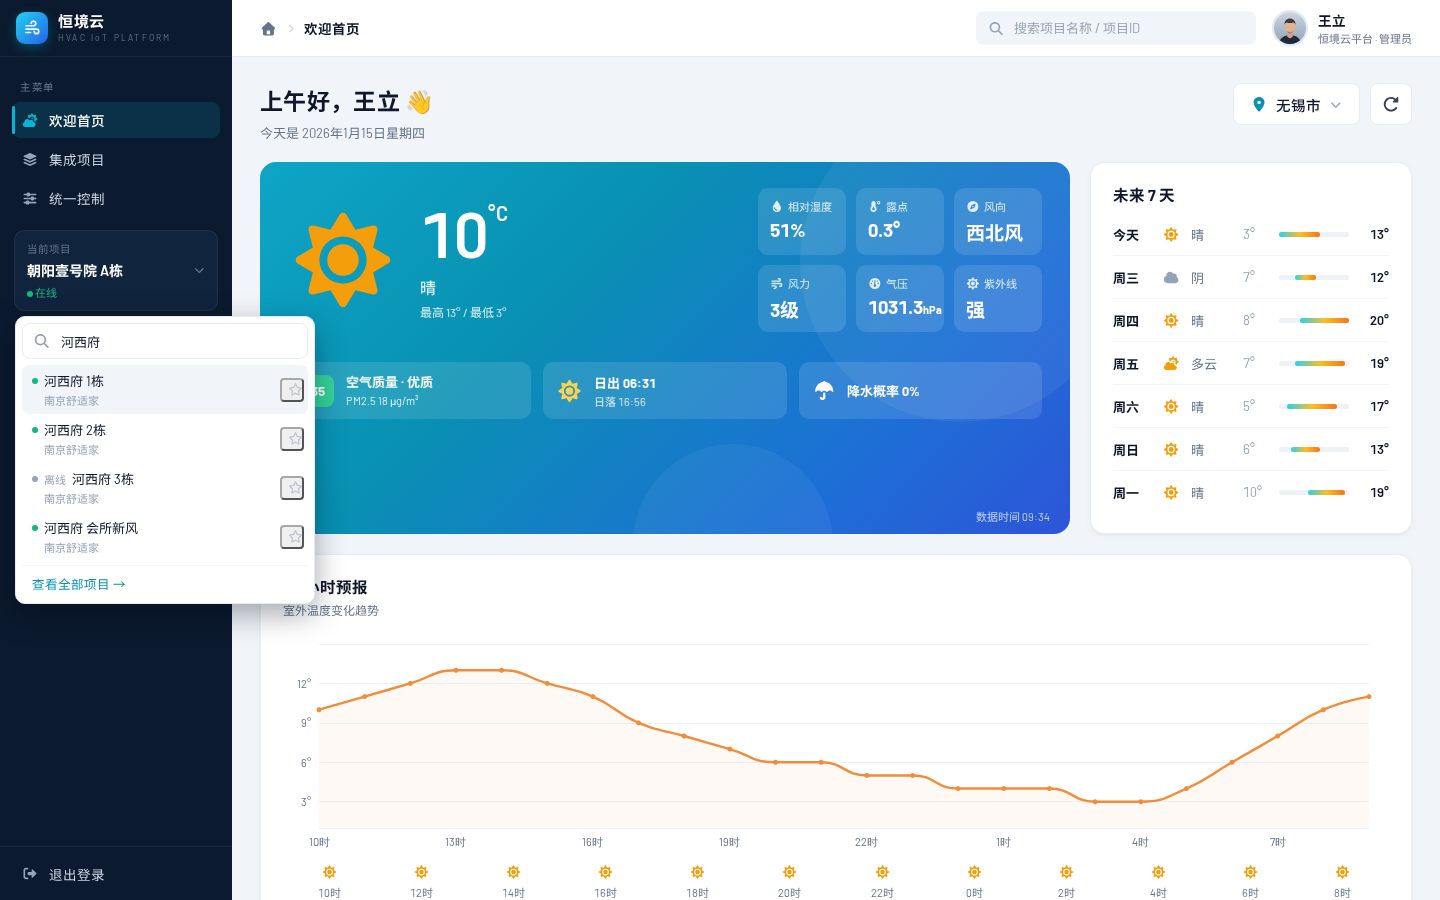 恒境云
HVAC IoT PLATFORM
主菜单
欢迎首页
集成项目
统一控制
当前项目
朝阳壹号院 A栋
在线
河西府
河西府 1栋
南京舒适家
河西府 2栋
南京舒适家
离线 河西府 3栋
南京舒适家
河西府 会所新风
南京舒适家
查看全部项目 →
退出登录
欢迎首页
搜索项目名称 / 项目ID
王立
恒境云平台 · 管理员
上午好，王立 👋
今天是 2026年1月15日星期四
无锡市
10°C
晴
最高 13° / 最低 3°
相对湿度
51%
露点
0.3°
风向
西北风
风力
3级
气压
1031.3hPa
紫外线
强
空气质量 · 优质
PM2.5 18 μg/m³
日出 06:31
日落 16:56
降水概率 0%
数据时间 09:34
未来 7 天
今天 晴 3° 13°
周三 阴 7° 12°
周四 晴 8° 20°
周五 多云 7° 19°
周六 晴 5° 17°
周日 晴 6° 13°
周一 晴 10° 19°
小时预报
室外温度变化趋势
12°
9°
6°
3°
10时 13时 16时 19时 22时 1时 4时 7时
10时 12时 14时 16时 18时 20时 22时 0时 2时 4时 6时 8时